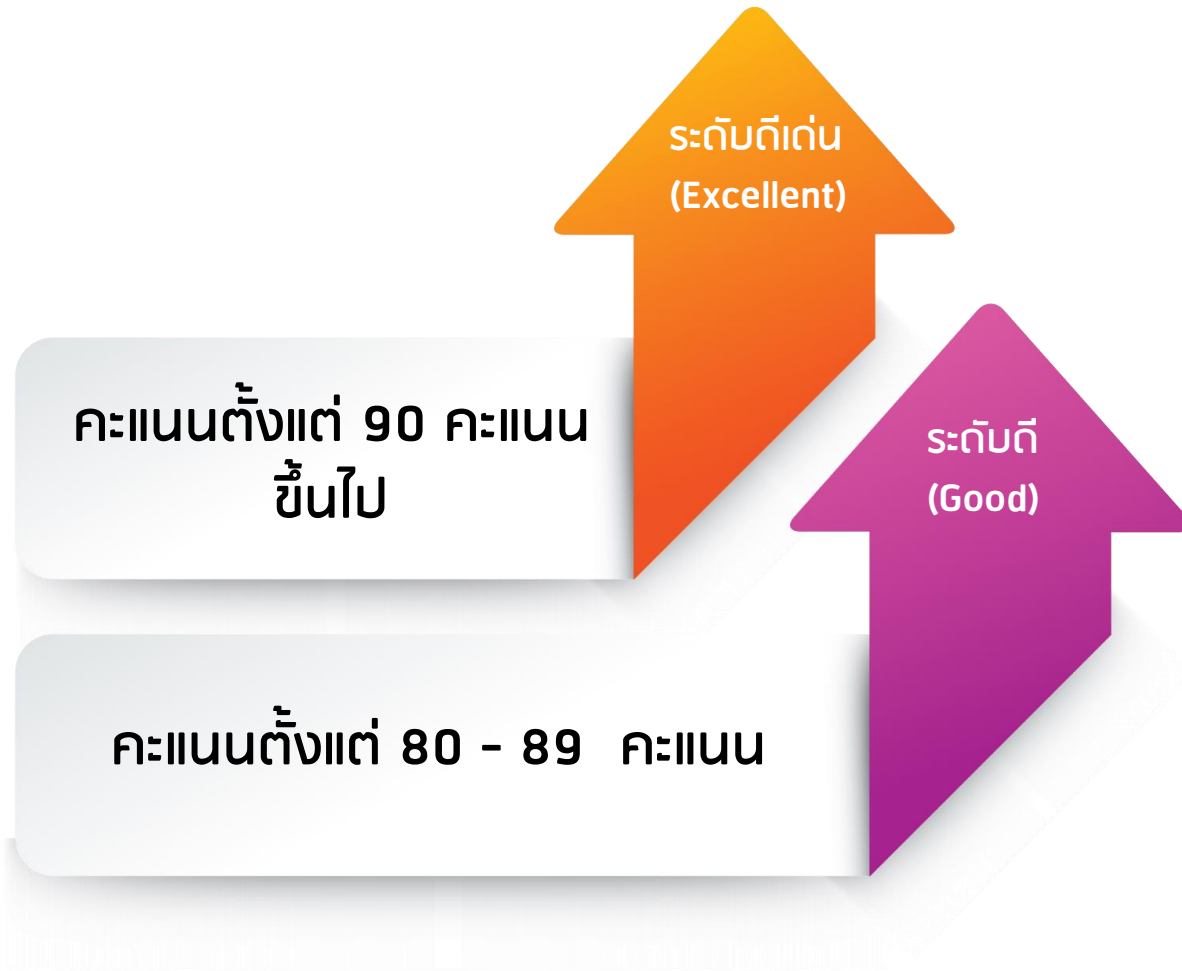 ระดับดีเด่น
(Excellent)
คะแนนตั้งแต่ 90 คะแนน
ขึ้นไป
ระดับดี
(Good)
คะแนนตั้งแต่ 80 - 89 คะแนน